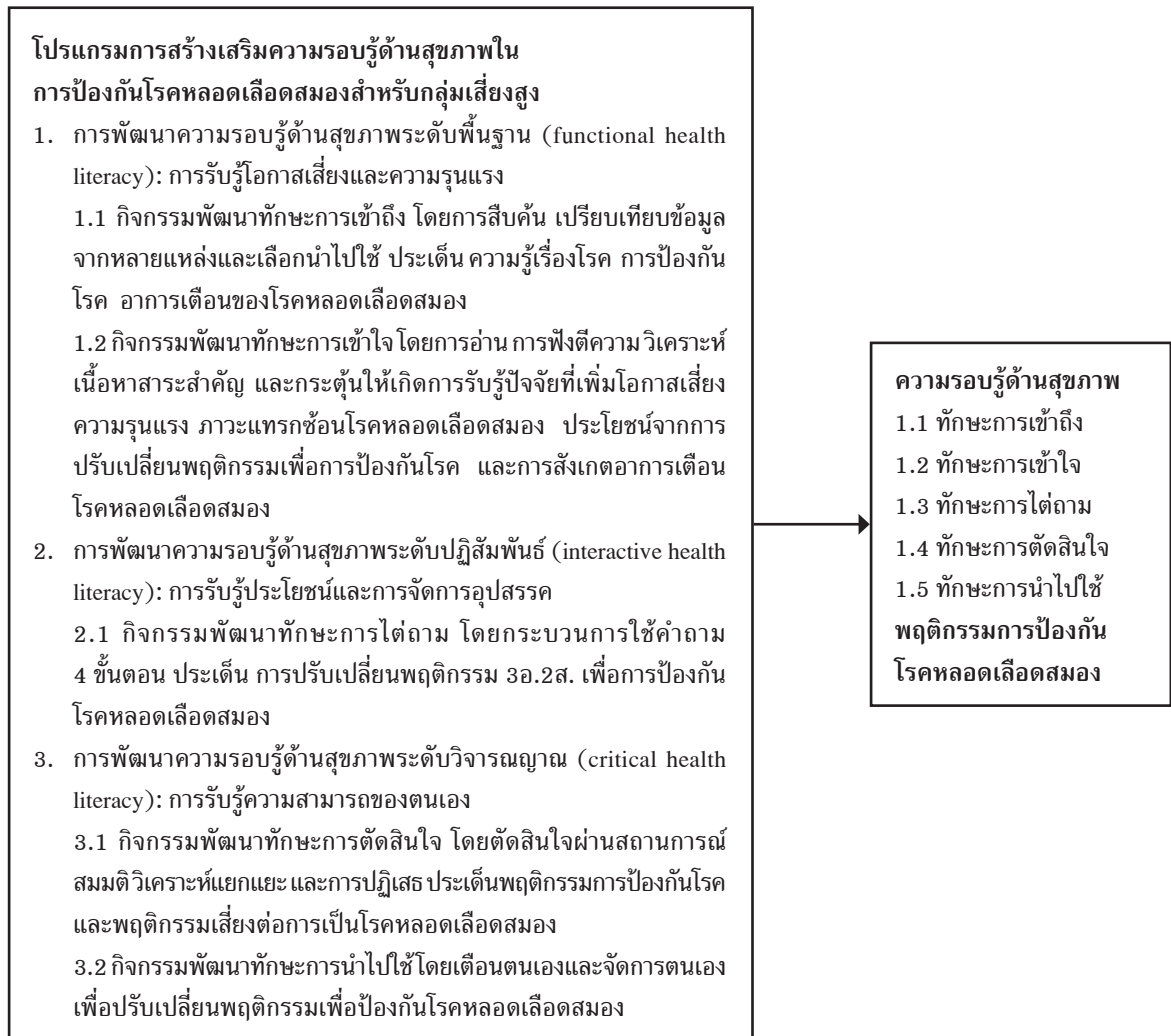 โปรแกรมการสร้างเสริมความรอบรู้ด้านสุขภาพใน
การป้องกันโรคหลอดเลือดสมองสำหรับกลุ่มเสี่ยงสูง
1. การพัฒนาความรอบรู้ด้านสุขภาพระดับพื้นฐาน (functional health
literacy): การรับรู้โอกาสเสี่ยงและความรุนแรง
1.1 กิจกรรมพัฒนาทักษะการเข้าถึง โดยการสืบค้น เปรียบเทียบข้อมูล
จากหลายแหล่งและเลือกนำไปใช้ ประเด็น ความรู้เรื่องโรค การป้องกัน
โรค อาการเตือนของโรคหลอดเลือดสมอง
1.2 กิจกรรมพัฒนาทักษะการเข้าใจ โดยการอ่าน การฟังตีความ วิเคราะห์
เนื้อหาสาระสำคัญ และกระตุ้นให้เกิดการรับรู้ปัจจัยที่เพิ่มโอกาสเสี่ยง
ความรุนแรง ภาวะแทรกซ้อนโรคหลอดเลือดสมอง ประโยชน์จากการ
ปรับเปลี่ยนพฤติกรรมเพื่อการป้องกันโรค และการสังเกตอาการเตือน
โรคหลอดเลือดสมอง
2. การพัฒนาความรอบรู้ด้านสุขภาพระดับปฏิสัมพันธ์ (interactive health
literacy): การรับรู้ประโยชน์และการจัดการอุปสรรค
2.1 กิจกรรมพัฒนาทักษะการไต่ถาม โดยกระบวนการใช้คำถาม
4 ขั้นตอน ประเด็น การปรับเปลี่ยนพฤติกรรม 3อ.2ส. เพื่อการป้องกัน
โรคหลอดเลือดสมอง
3. การพัฒนาความรอบรู้ด้านสุขภาพระดับวิจารณญาณ (critical health
literacy): การรับรู้ความสามารถของตนเอง
3.1 กิจกรรมพัฒนาทักษะการตัดสินใจ โดยตัดสินใจผ่านสถานการณ์
สมมติ วิเคราะห์แยกแยะ และการปฏิเสธ ประเด็นพฤติกรรมการป้องกันโรค
และพฤติกรรมเสี่ยงต่อการเป็นโรคหลอดเลือดสมอง
3.2 กิจกรรมพัฒนาทักษะการนำไปใช้ โดยเตือนตนเองและจัดการตนเอง
เพื่อปรับเปลี่ยนพฤติกรรมเพื่อป้องกันโรคหลอดเลือดสมอง
ความรอบรู้ด้านสุขภาพ
1.1 ทักษะการเข้าถึง
1.2 ทักษะการเข้าใจ
1.3 ทักษะการไต่ถาม
1.4 ทักษะการตัดสินใจ
1.5 ทักษะการนำไปใช้
พฤติกรรมการป้องกัน
โรคหลอดเลือดสมอง